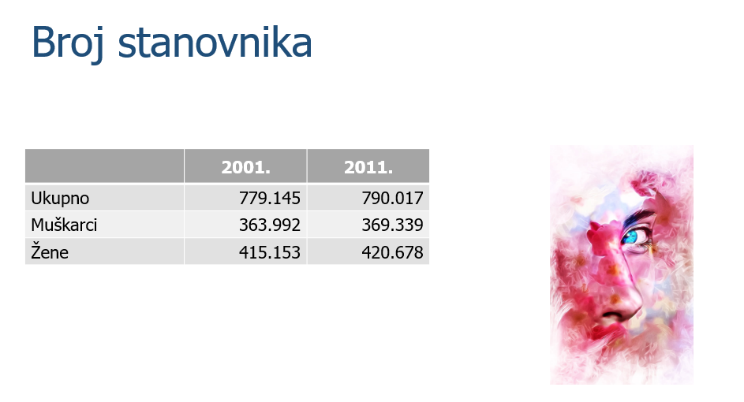 Broj stanovnika
2001. 2011.
Ukupno 779.145 790.017
Muškarci 363.992 369.339
Žene 415.153 420.678